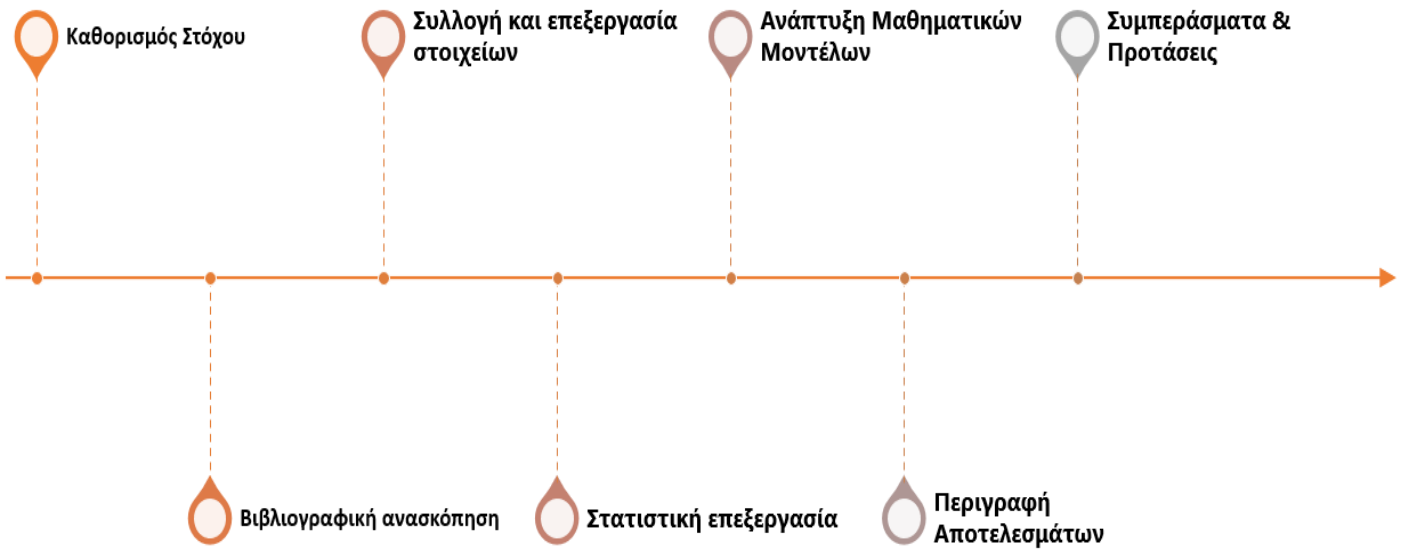 Καθορισμός Στόχου
Συλλογή και επεξεργασία
στοιχείων
Ανάπτυξη Μαθηματικών
Μοντέλων
Συμπεράσματα &
Προτάσεις
Βιβλιογραφική ανασκόπηση
Στατιστική επεξεργασία
Περιγραφή
Αποτελεσμάτων